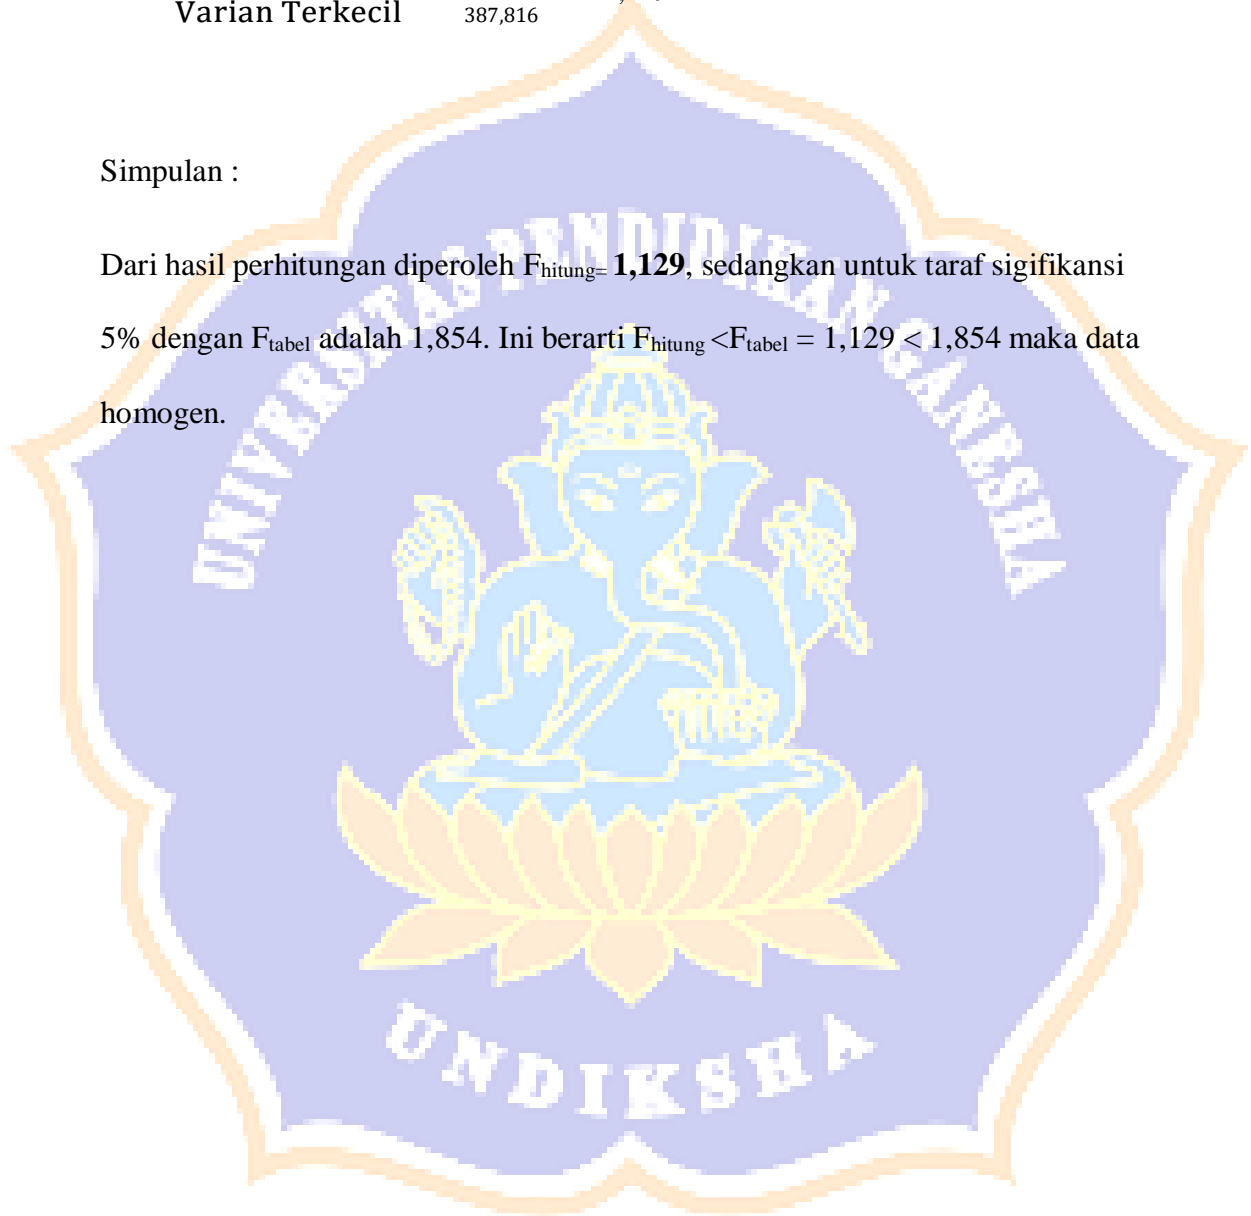 Varian Terkecil 387,816
Simpulan :
Dari hasil perhitungan diperoleh Fhitung= 1,129, sedangkan untuk taraf sigifikansi
5% dengan Ftabel adalah 1,854. Ini berarti Fhitung <Ftabel = 1,129 < 1,854 maka data
homogen.
UNIVERSITAS PENDIDIKAN GANESHA
UNDIKSHA